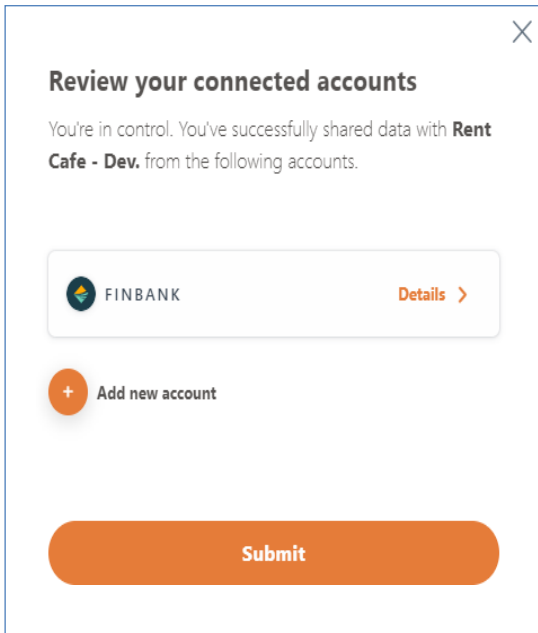 Review your connected accounts
You're in control. You've successfully shared data with Rent
Cafe - Dev. from the following accounts.
FINBANK
Details
+
Add new account
Submit